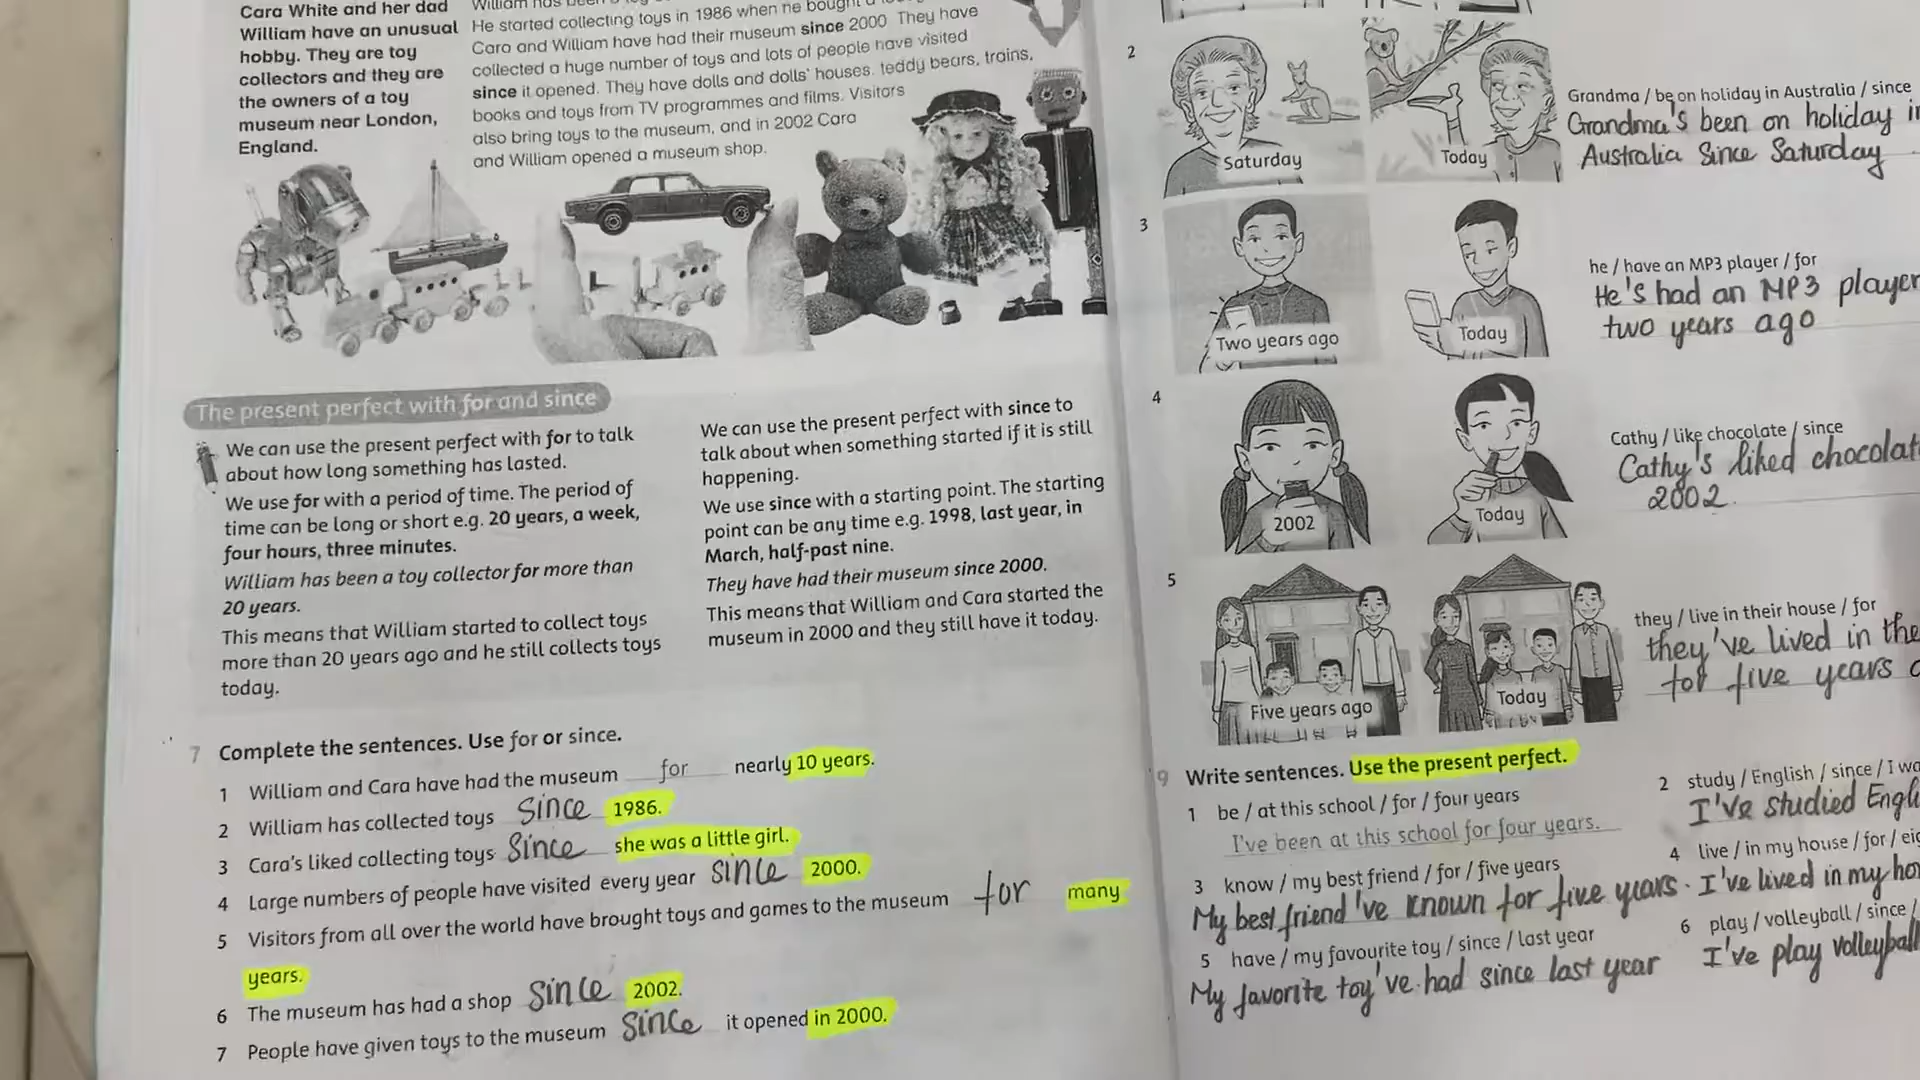 Cara White and her dad
William have an unusual
hobby. They are toy
collectors and they are
the owners of a toy
museum near London,
England.
William has been a
He started collecting toys in 1986 when he bought a
Cara and William have had their museum since 2000. They have
collected a huge number of toys and lots of people have visited
since it opened. They have dolls and dolls' houses, teddy bears, trains,
books and toys from TV programmes and films. Visitors
also bring toys to the museum, and in 2002 Cara
and William opened a museum shop.
The present perfect with for and since
We can use the present perfect with for to talk
about how long something has lasted.
We use for with a period of time. The period of
time can be long or short e.g. 20 years, a week,
four hours, three minutes.
William has been a toy collector for more than
20 years.
This means that William started to collect toys
more than 20 years ago and he still collects toys
today.
We can use the present perfect with since to
talk about when something started if it is still
happening.
We use since with a starting point. The starting
point can be any time e.g. 1998, last year, in
March, half-past nine.
They have had their museum since 2000.
This means that William and Cara started the
museum in 2000 and they still have it today.
7 Complete the sentences. Use for or since.
1 William and Cara have had the museum for nearly 10 years.
2 William has collected toys since 1986.
3 Cara's liked collecting toys since she was a little girl.
4 Large numbers of people have visited every year since 2000.
5 Visitors from all over the world have brought toys and games to the museum for many
years.
6 The museum has had a shop since 2002.
7 People have given toys to the museum since it opened in 2000.
2
Saturday
Today
Grandma / be on holiday in Australia / since
Grandma's been on holiday in
Australia Since Saturday
3
Two years ago
Today
he / have an MP3 player / for
He's had an MP3 player
two years ago
4
2002
Today
Cathy / like chocolate / since
Cathy's liked chocolat
2002.
5
Five years ago
Today
they / live in their house / for
they've lived in the
for five years
9 Write sentences. Use the present perfect.
1 be / at this school / for / four years
I've been at this school for four years.
2 study / English / since / I wa
I've studied Engli
3 know / my best friend / for / five years
My best friend've known for five years.
4 live / in my house / for / eig
I've lived in my ho
5 have / my favourite toy / since / last year
My favorite toy've had since last year
6 play / volleyball / since /
I've play volleyball